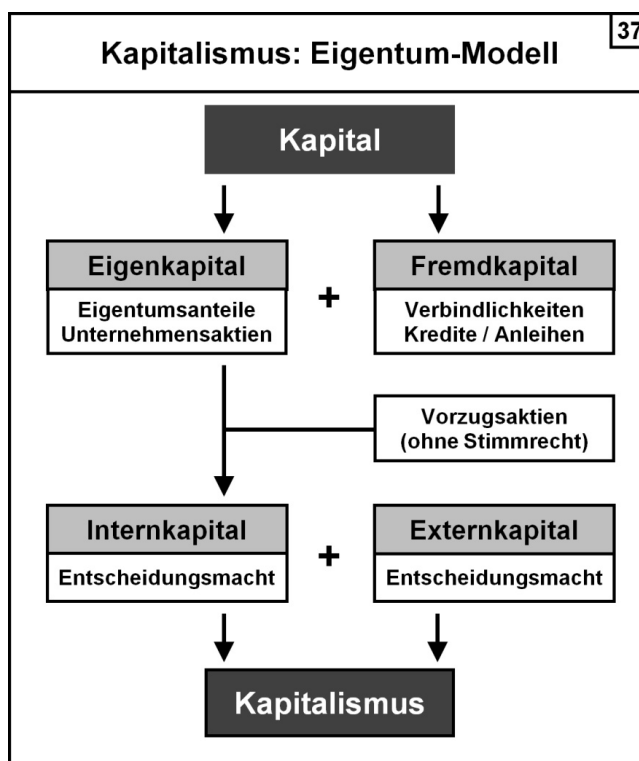 37
Kapitalismus: Eigentum-Modell
Kapital
Eigenkapital
Eigentumsanteile
Unternehmensaktien
+
Fremdkapital
Verbindlichkeiten
Kredite / Anleihen
Vorzugsaktien
(ohne Stimmrecht)
Internkapital
Entscheidungsmacht
+
Externkapital
Entscheidungsmacht
Kapitalismus